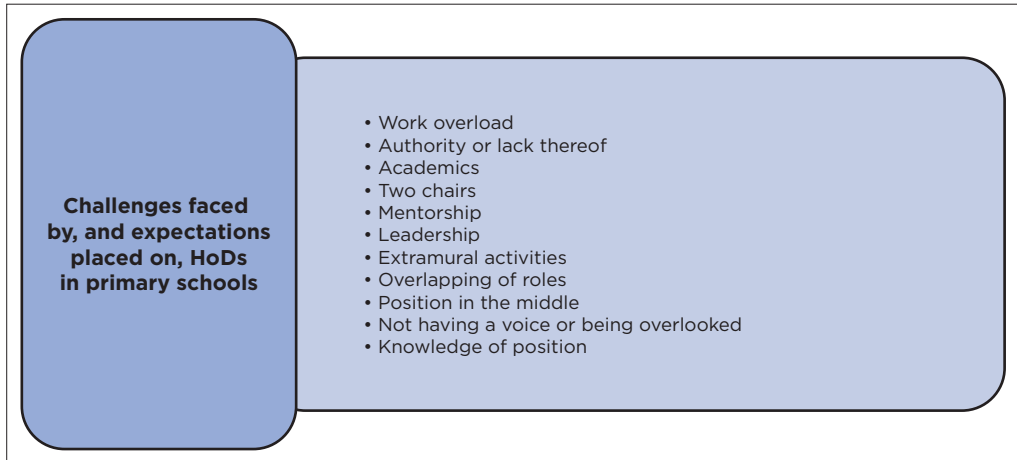 Challenges faced
by, and expectations
placed on, HoDs
in primary schools
• Work overload
• Authority or lack thereof
• Academics
• Two chairs
• Mentorship
• Leadership
• Extramural activities
• Overlapping of roles
• Position in the middle
• Not having a voice or being overlooked
• Knowledge of position